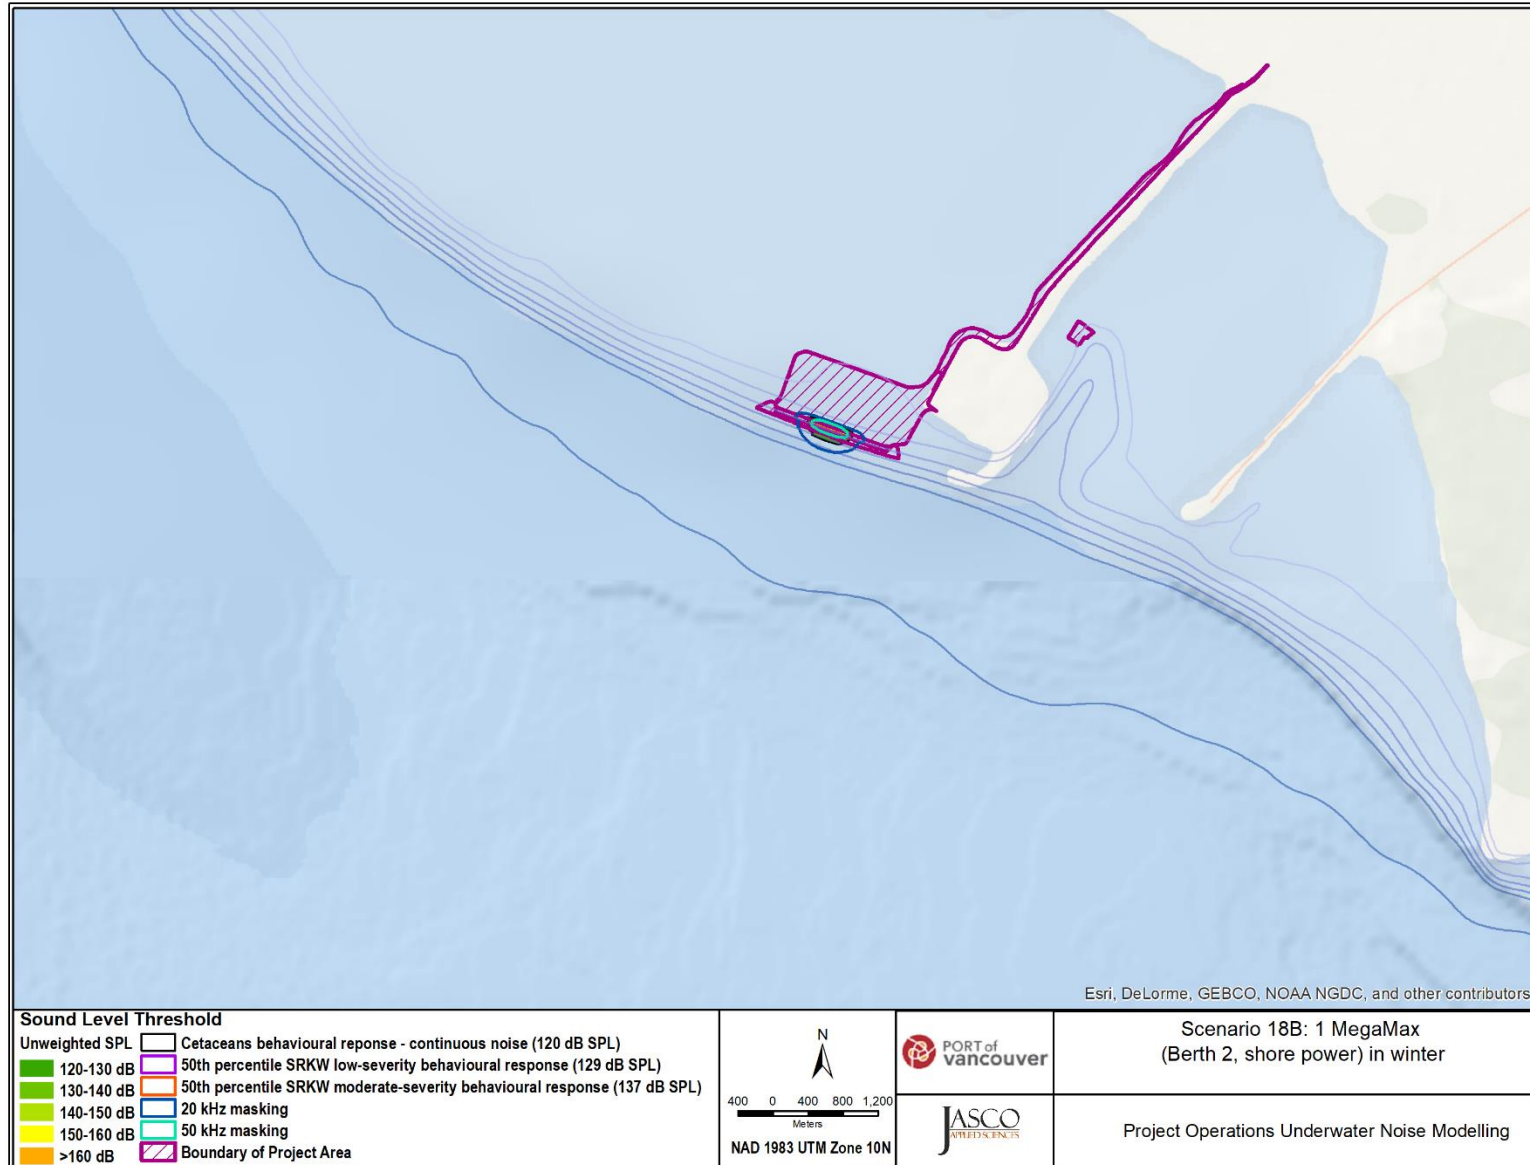 Esri, DeLorme, GEBCO, NOAA NGDC, and other contributors
Sound Level Threshold
Unweighted SPL
120-130 dB
130-140 dB
140-150 dB
150-160 dB
>160 dB
Cetaceans behavioural reponse - continuous noise (120 dB SPL)
50th percentile SRKW low-severity behavioural response (129 dB SPL)
50th percentile SRKW moderate-severity behavioural response (137 dB SPL)
20 kHz masking
50 kHz masking
Boundary of Project Area
N
400 0 400 800 1,200
Meters
NAD 1983 UTM Zone 10N
PORT of
vancouver
JASCO
APPLIED SCIENCES
Scenario 18B: 1 MegaMax
(Berth 2, shore power) in winter
Project Operations Underwater Noise Modelling